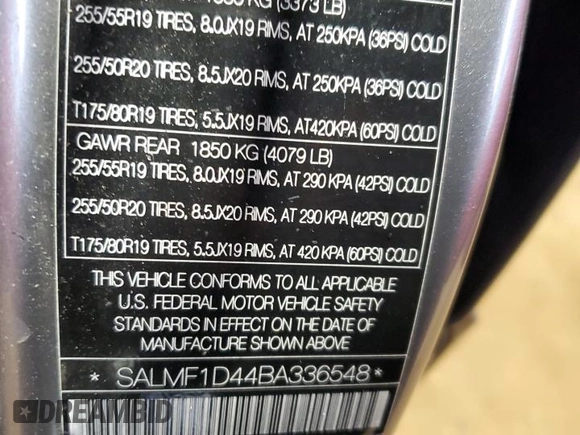 (3373 LB)
255/55R19 TIRES, 8.0JX19 RIMS, AT 250KPA (36PSI) COLD
255/50R20 TIRES, 8.5JX20 RIMS, AT 250KPA (36PSI) COLD
T175/80R19 TIRES, 5.5JX19 RIMS, AT420KPA (60PSI) COLD
GAWR REAR 1850 KG (4079 LB)
255/55R19 TIRES, 8.0JX19 RIMS, AT 290 KPA (42PSI) COLD
255/50R20 TIRES, 8.5JX20 RIMS, AT 290 KPA (42PSI) COLD
T175/80R19 TIRES, 5.5JX19 RIMS, AT 420 KPA (60PSI) COLD
THIS VEHICLE CONFORMS TO ALL APPLICABLE
U.S. FEDERAL MOTOR VEHICLE SAFETY
STANDARDS IN EFFECT ON THE DATE OF
MANUFACTURE SHOWN ABOVE
* SALMF1D44BA336548 *
DREAMBID